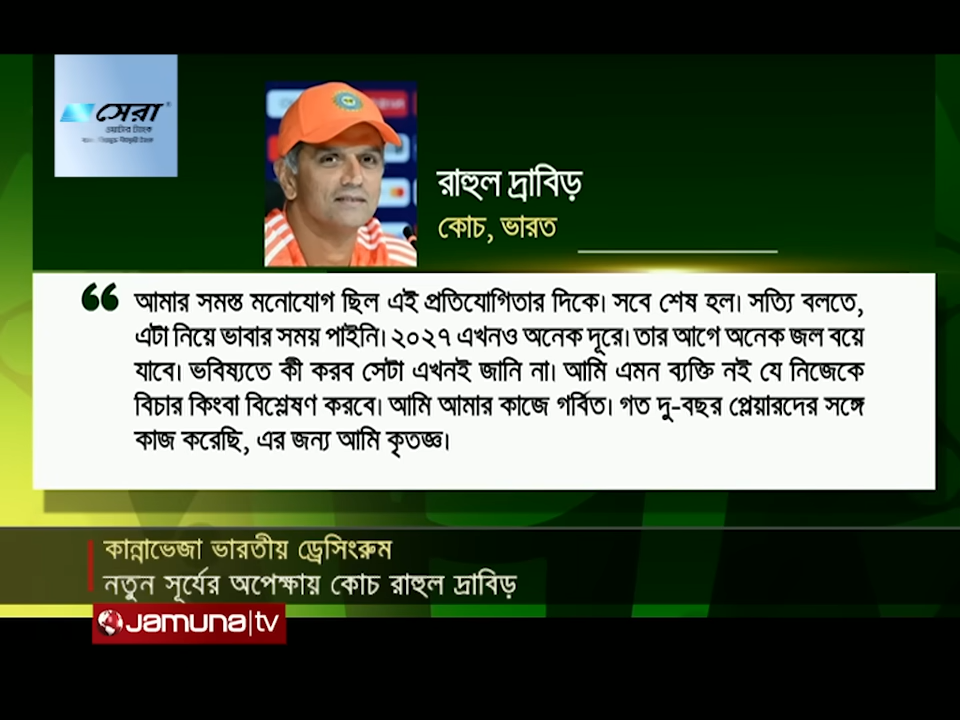 সেরা
রাহুল দ্রাবিড়
কোচ, ভারত
আমার সমস্ত মনোযোগ ছিল এই প্রতিযোগিতার দিকে। সবে শেষ হল। সত্যি বলতে,
এটা নিয়ে ভাবার সময় পাইনি। ২০২৭ এখনও অনেক দূরে। তার আগে অনেক জল বয়ে
যাবে। ভবিষ্যতে কী করব সেটা এখনই জানি না। আমি এমন ব্যক্তি নই যে নিজেকে
বিচার কিংবা বিশ্লেষণ করবে। আমি আমার কাজে গর্বিত। গত দু-বছর প্লেয়ারদের সঙ্গে
কাজ করেছি, এর জন্য আমি কৃতজ্ঞ।
কান্নাভেজা ভারতীয় ড্রেসিংরুম
নতুন সূর্যের অপেক্ষায় কোচ রাহুল দ্রাবিড়
Jamuna|tv